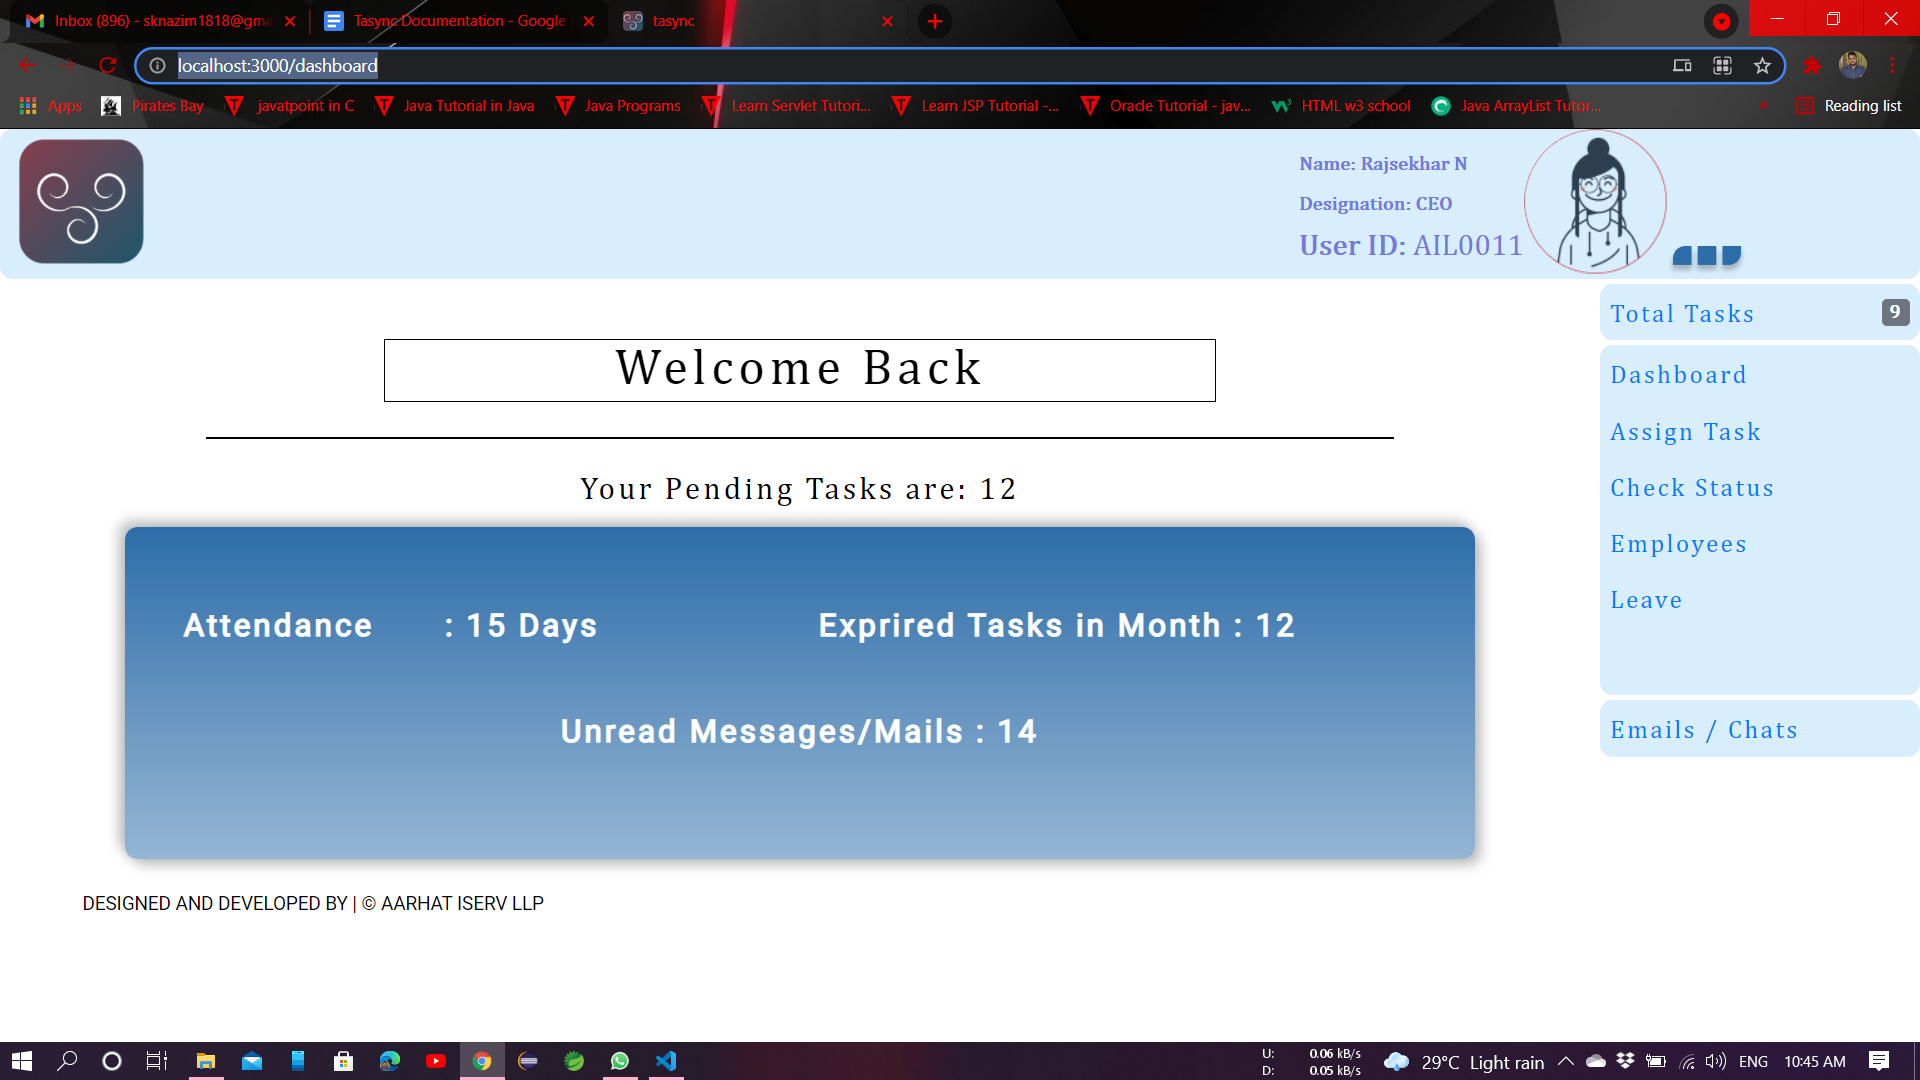 Inbox (896) - sknazim1818@gma
Tasync Documentation - Google
tasync
localhost:3000/dashboard
Apps
Pirates Bay
javatpoint in C
Java Tutorial in Java
Java Programs
Learn Servlet Tutori...
Learn JSP Tutorial -...
Oracle Tutorial - jav...
HTML w3 school
Java ArrayList Tutor...
Reading list
Name: Rajsekhar N
Designation: CEO
User ID: AIL0011
Total Tasks 9
Welcome Back
Dashboard
Assign Task
Check Status
Employees
Leave
Emails / Chats
Your Pending Tasks are: 12
Attendance : 15 Days
Exprired Tasks in Month : 12
Unread Messages/Mails : 14
DESIGNED AND DEVELOPED BY | © AARHAT ISERV LLP
U: 0.06 kB/s
D: 0.05 kB/s
29°C Light rain
ENG
10:45 AM